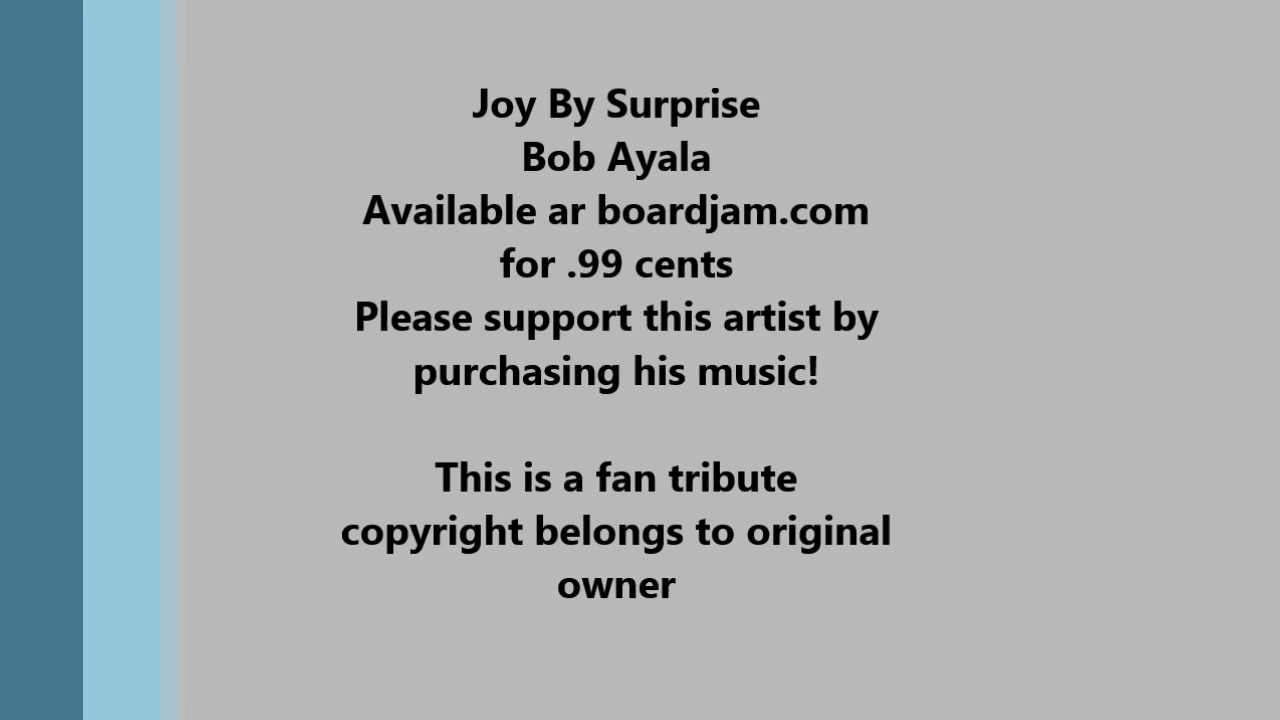 Joy By Surprise
Bob Ayala
Available ar boardjam.com
for .99 cents
Please support this artist by
purchasing his music!
This is a fan tribute
copyright belongs to original
owner